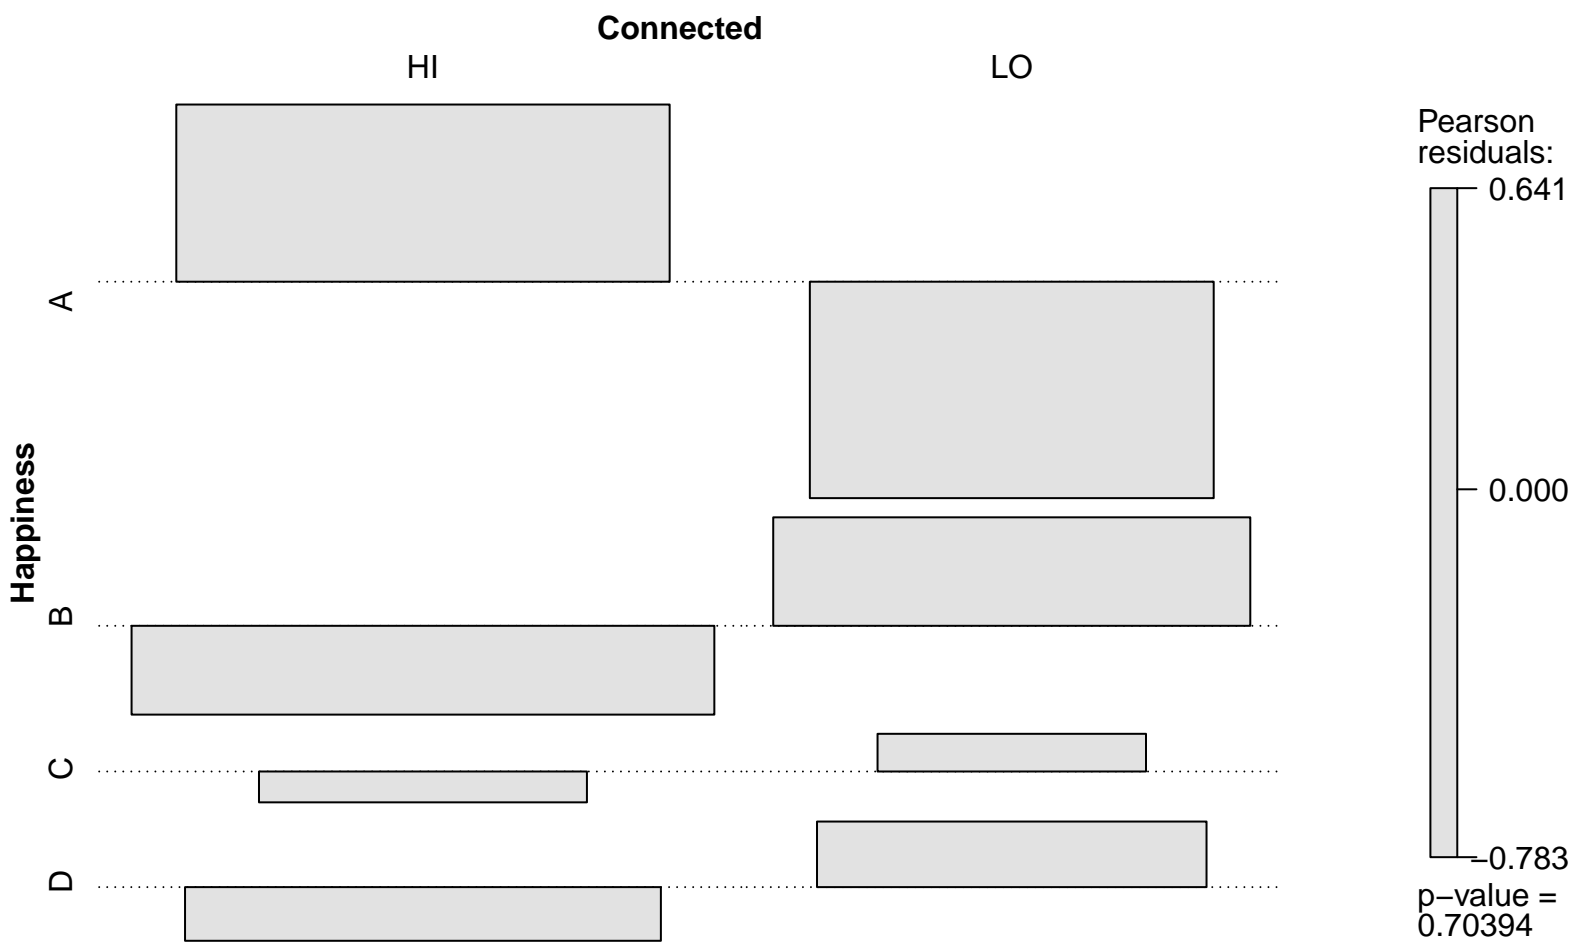 Connected
HI
LO
Happiness
A
B
C
D
Pearson
residuals:
0.641
0.000
−0.783
p−value =
0.70394